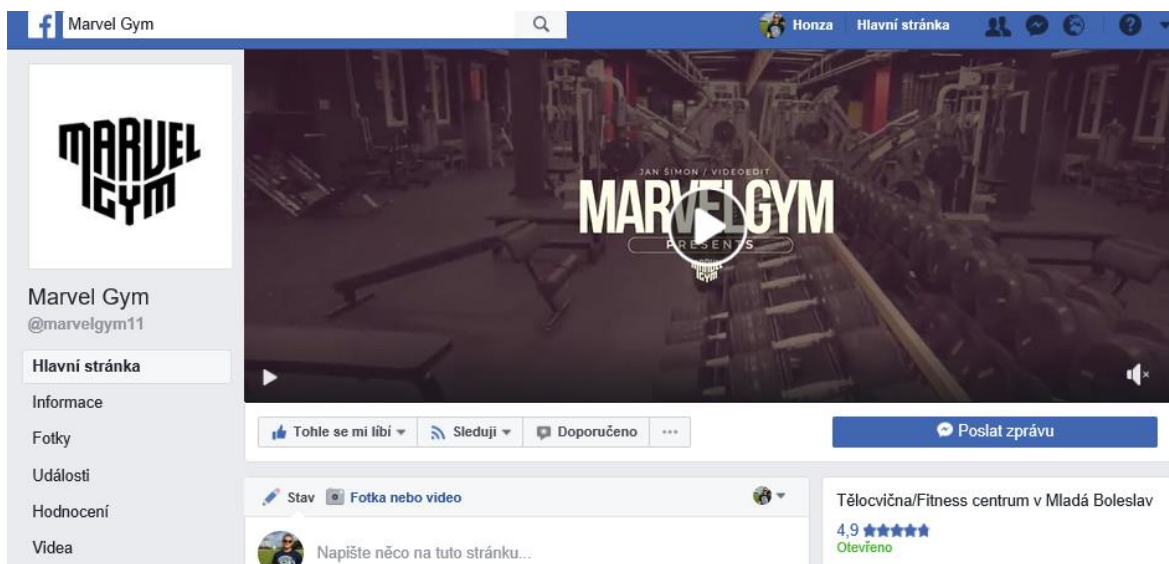 Marvel Gym
Honza Hlavní stránka
MARVEL
GYM
JAN ŠIMON / VIDEOEDIT
MARVELGYM
PRESENTS
MARVEL
GYM
Marvel Gym
@marvelgym11
Hlavní stránka
Informace
Fotky
Události
Hodnocení
Videa
Tohle se mi líbí Sleduji Doporučeno ...
Poslat zprávu
Stav Fotka nebo video
Napište něco na tuto stránku...
Tělocvična/Fitness centrum v Mladá Boleslav
4,9
Otevřeno